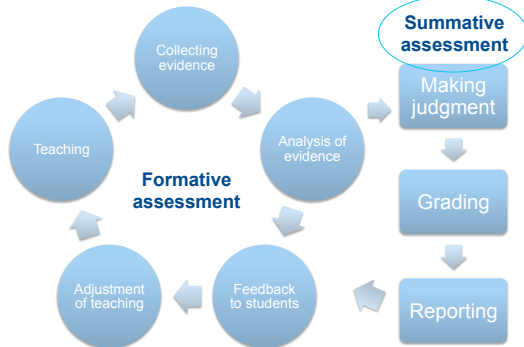 Summative
assessment
Collecting
evidence
Making
judgment
Teaching
Analysis of
evidence
Formative
assessment
Grading
Adjustment
of teaching
Feedback
to students
Reporting